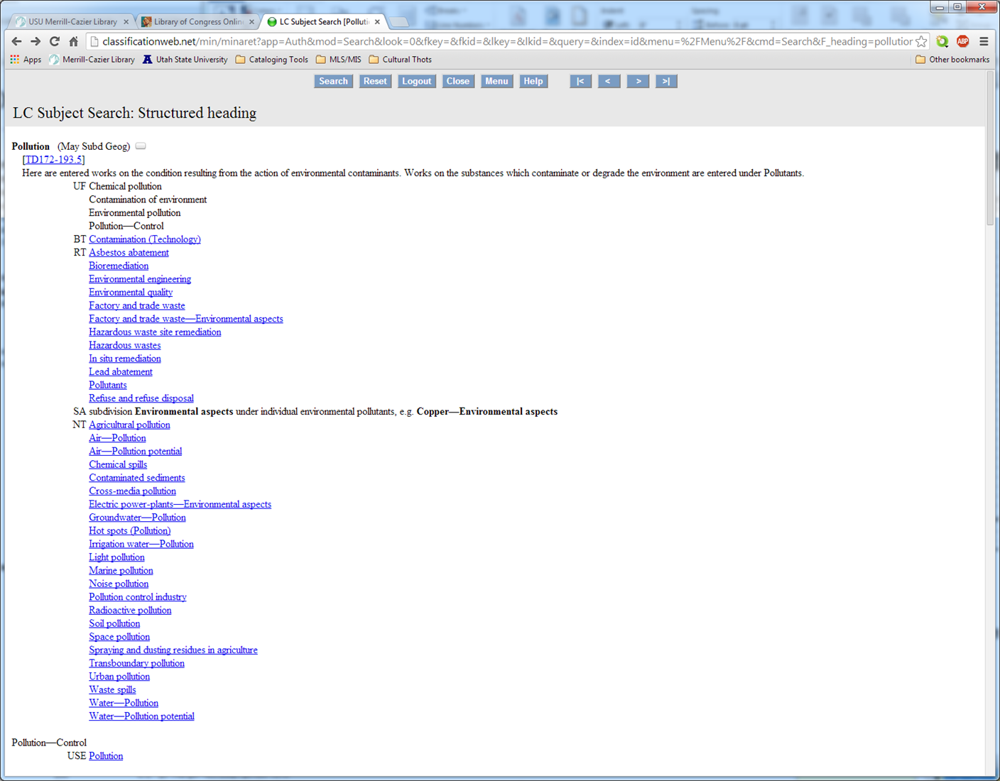 USU Merrill-Cazier Library
Library of Congress Onlin
LC Subject Search [Polluti
classificationweb.net/min/minaret?app=Auth&mod=Search&look=0&fkey=&fkid=&lkey=&lkid=&query=&index=id&menu=%2FMenu%2F&cmd=Search&F_heading=pollution
ABP
Apps Merrill-Cazier Library Utah State University Cataloging Tools MLS/MIS Cultural Thots Other bookmarks
Search Reset Logout Close Menu Help |< < > >|
LC Subject Search: Structured heading
Pollution (May Subd Geog)
[TD172-193.5]
Here are entered works on the condition resulting from the action of environmental contaminants. Works on the substances which contaminate or degrade the environment are entered under Pollutants.
UF Chemical pollution
Contamination of environment
Environmental pollution
Pollution—Control
BT Contamination (Technology)
RT Asbestos abatement
Bioremediation
Environmental engineering
Environmental quality
Factory and trade waste
Factory and trade waste—Environmental aspects
Hazardous waste site remediation
Hazardous wastes
In situ remediation
Lead abatement
Pollutants
Refuse and refuse disposal
SA subdivision Environmental aspects under individual environmental pollutants, e.g. Copper—Environmental aspects
NT Agricultural pollution
Air—Pollution
Air—Pollution potential
Chemical spills
Contaminated sediments
Cross-media pollution
Electric power-plants—Environmental aspects
Groundwater—Pollution
Hot spots (Pollution)
Irrigation water—Pollution
Light pollution
Marine pollution
Noise pollution
Pollution control industry
Radioactive pollution
Soil pollution
Space pollution
Spraying and dusting residues in agriculture
Transboundary pollution
Urban pollution
Waste spills
Water—Pollution
Water—Pollution potential
Pollution—Control
USE Pollution